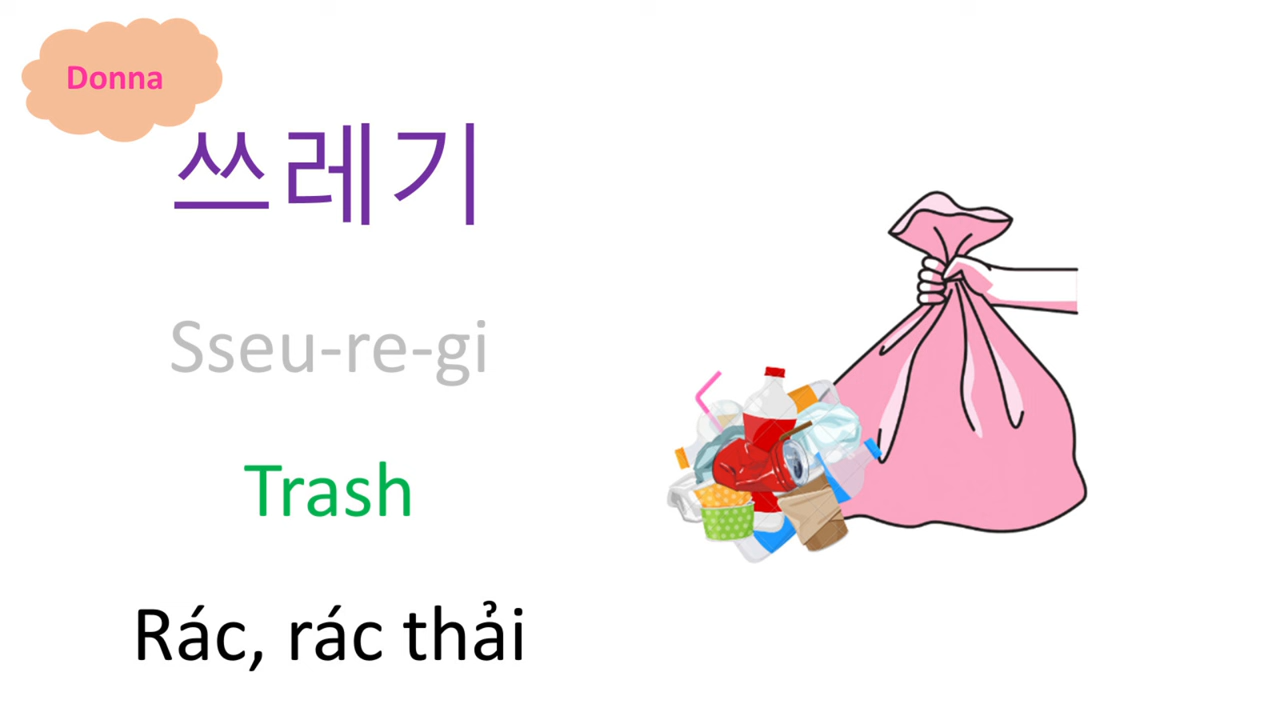 Donna
쓰레기
Sseu-re-gi
Trash
Rác, rác thải